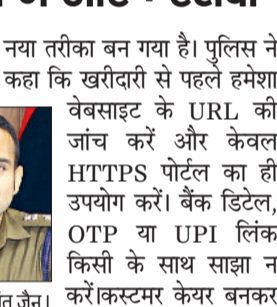 नया तरीका बन गया है। पुलिस ने
कहा कि खरीदारी से पहले हमेशा
वेबसाइट के URL की
जांच करें और केवल
HTTPS पोर्टल का ही
उपयोग करें। बैंक डिटेल,
OTP या UPI लिंक
किसी के साथ साझा न
करें।कस्टमर केयर बनकर
जैन।